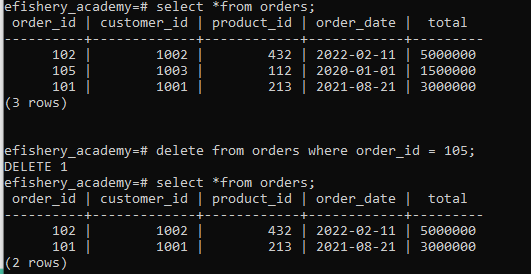 efishery_academy=# select *from orders;
 order_id | customer_id | product_id | order_date |  total
----------+-------------+------------+------------+---------
      102 |        1002 |        432 | 2022-02-11 | 5000000
      105 |        1003 |        112 | 2020-01-01 | 1500000
      101 |        1001 |        213 | 2021-08-21 | 3000000
(3 rows)
efishery_academy=# delete from orders where order_id = 105;
DELETE 1
efishery_academy=# select *from orders;
 order_id | customer_id | product_id | order_date |  total
----------+-------------+------------+------------+---------
      102 |        1002 |        432 | 2022-02-11 | 5000000
      101 |        1001 |        213 | 2021-08-21 | 3000000
(2 rows)